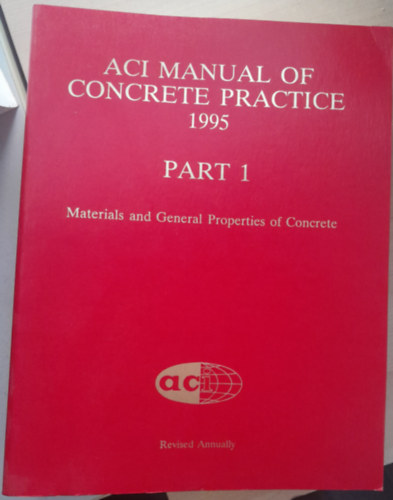 ACI MANUAL OF
CONCRETE PRACTICE
1995
PART 1
Materials and General Properties of Concrete
aci
Revised Annually